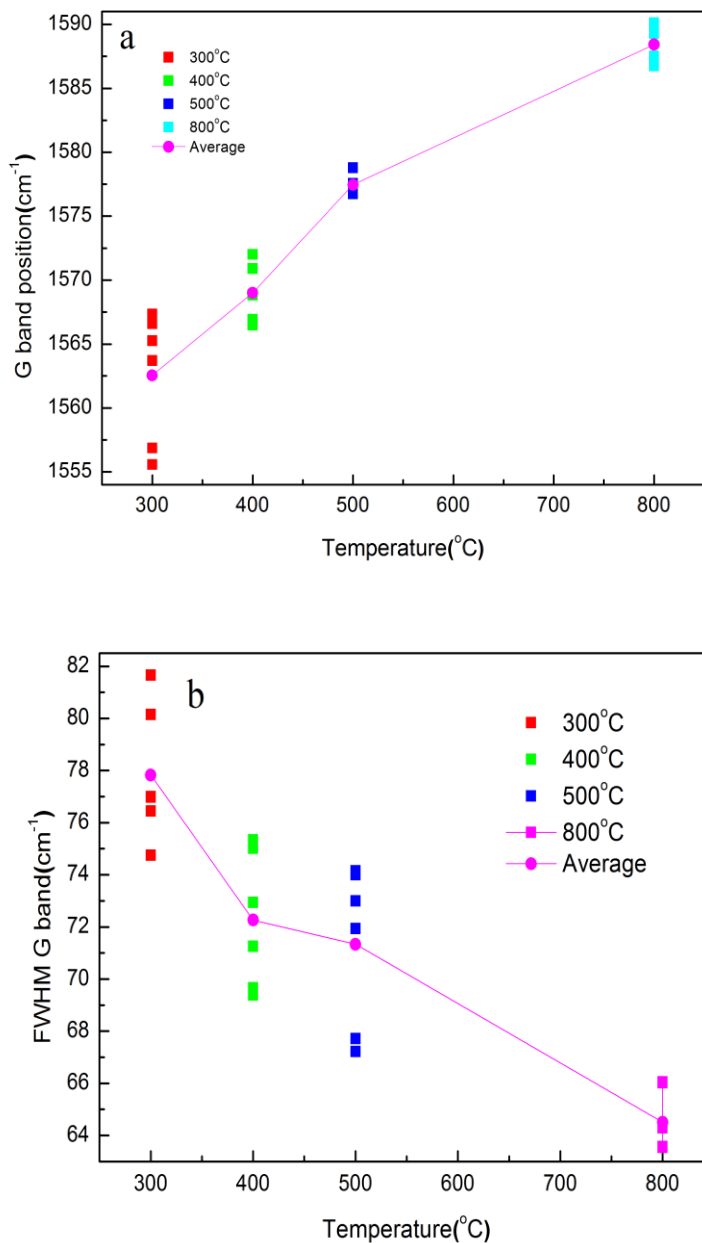 a
1590
1585
1580
1575
1570
1565
1560
1555
G band position(cm⁻¹)
300°C
400°C
500°C
800°C
Average
300 400 500 600 700 800
Temperature(°C)
b
82
80
78
76
74
72
70
68
66
64
FWHM G band(cm⁻¹)
300°C
400°C
500°C
800°C
Average
300 400 500 600 700 800
Temperature(°C)